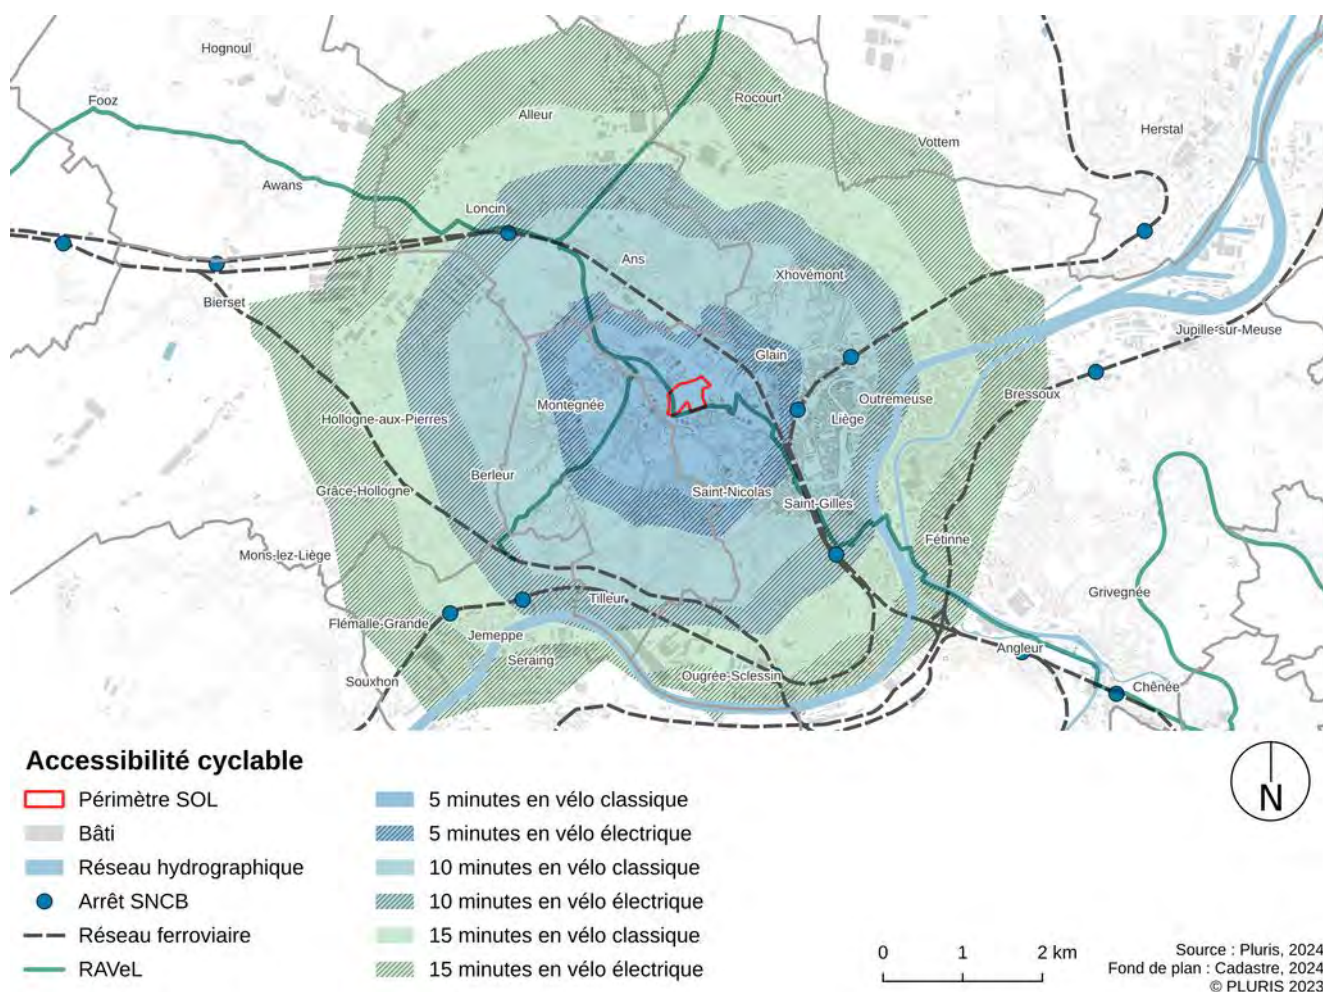 Hognoul
Rocourt
Fooz
Alleur
Herstal
Vottem
Awans
Loncin
Ans
Xhovémont
Bierset
Jupille-sur-Meuse
Glain
Bressoux
Outremeuse
Montegnée
Liège
Hollogne-aux-Pierres
Berleur
Grâce-Hollogne
Saint-Nicolas
Saint-Gilles
Fétinne
Mons-lez-Liège
Grivegnée
Tilleur
Flémalle-Grande
Jemeppe
Angleur
Seraing
Ougrée-Sclessin
Souxhon
Chênée
Accessibilité cyclable
Périmètre SOL
Bâti
Réseau hydrographique
Arrêt SNCB
Réseau ferroviaire
RAVeL
5 minutes en vélo classique
5 minutes en vélo électrique
10 minutes en vélo classique
10 minutes en vélo électrique
15 minutes en vélo classique
15 minutes en vélo électrique
N
0 1 2 km
Source : Pluris, 2024
Fond de plan : Cadastre, 2024
© PLURIS 2023